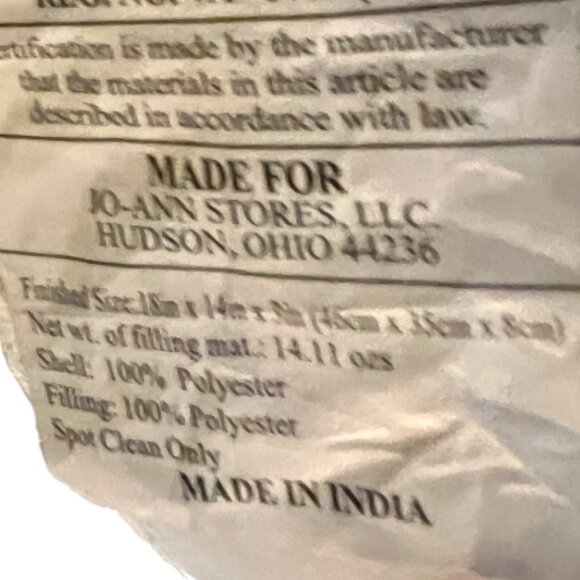 certification is made by the manufacturer
that the materials in this article are
described in accordance with law.
MADE FOR
JO-ANN STORES, LLC.
HUDSON, OHIO 44236
Finished Size: 18in x 14in x 3in (46cm x 35cm x 8cm)
Net wt. of filling mat.: 14.11 ozs
Shell: 100% Polyester
Filling: 100% Polyester
Spot Clean Only
MADE IN INDIA